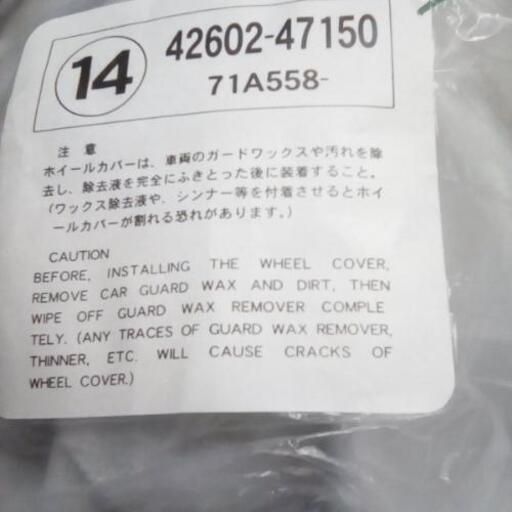 14 42602-47150
71A558-
注 意
ホイールカバーは、車両のガードワックスや汚れを除
去し、除去液を完全にふきとった後に装着すること。
(ワックス除去液や、シンナー等を付着させるとホイ
ールカバーが割れる恐れがあります。)
CAUTION
BEFORE, INSTALLING THE WHEEL COVER,
REMOVE CAR GUARD WAX AND DIRT, THEN
WIPE OFF GUARD WAX REMOVER COMPLE
TELY. (ANY TRACES OF GUARD WAX REMOVER,
THINNER, ETC. WILL CAUSE CRACKS OF
WHEEL COVER.)